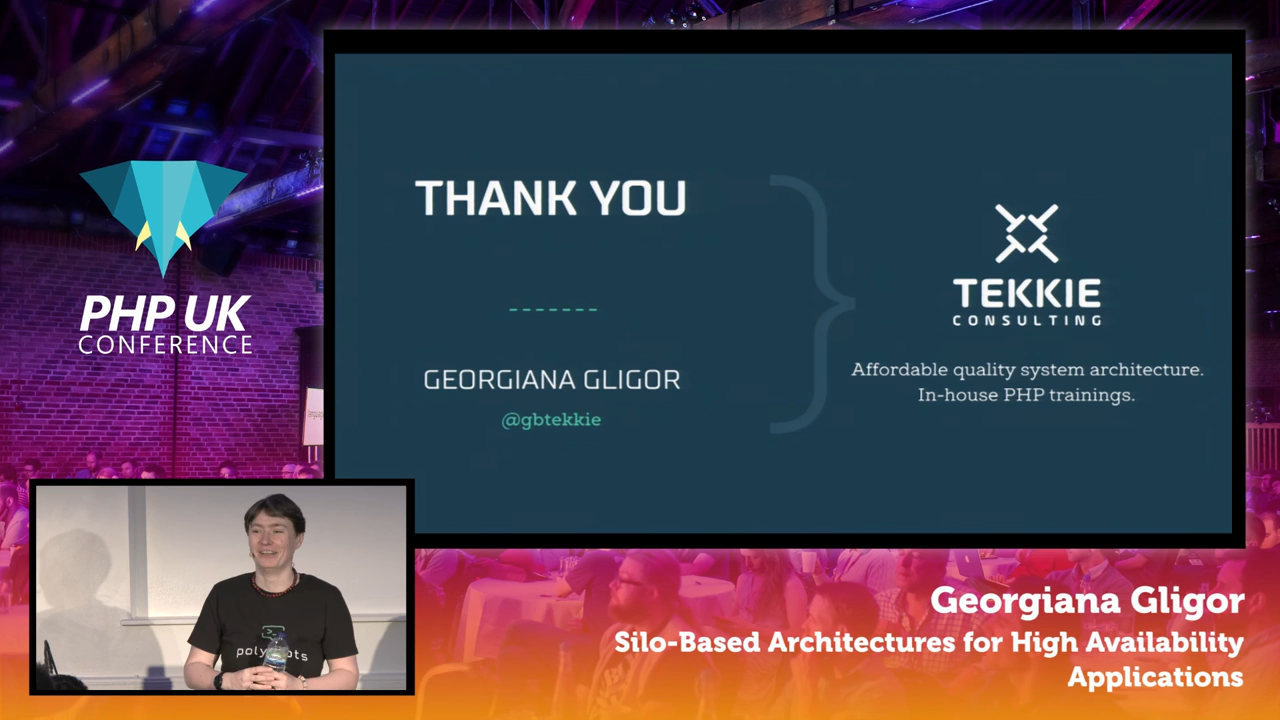 THANK YOU
GEORGIANA GLIGOR
@gbtekkie
TEKKIE
CONSULTING
Affordable quality system architecture.
In-house PHP trainings.
PHP UK
CONFERENCE
Georgiana Gligor
Silo-Based Architectures for High Availability
Applications